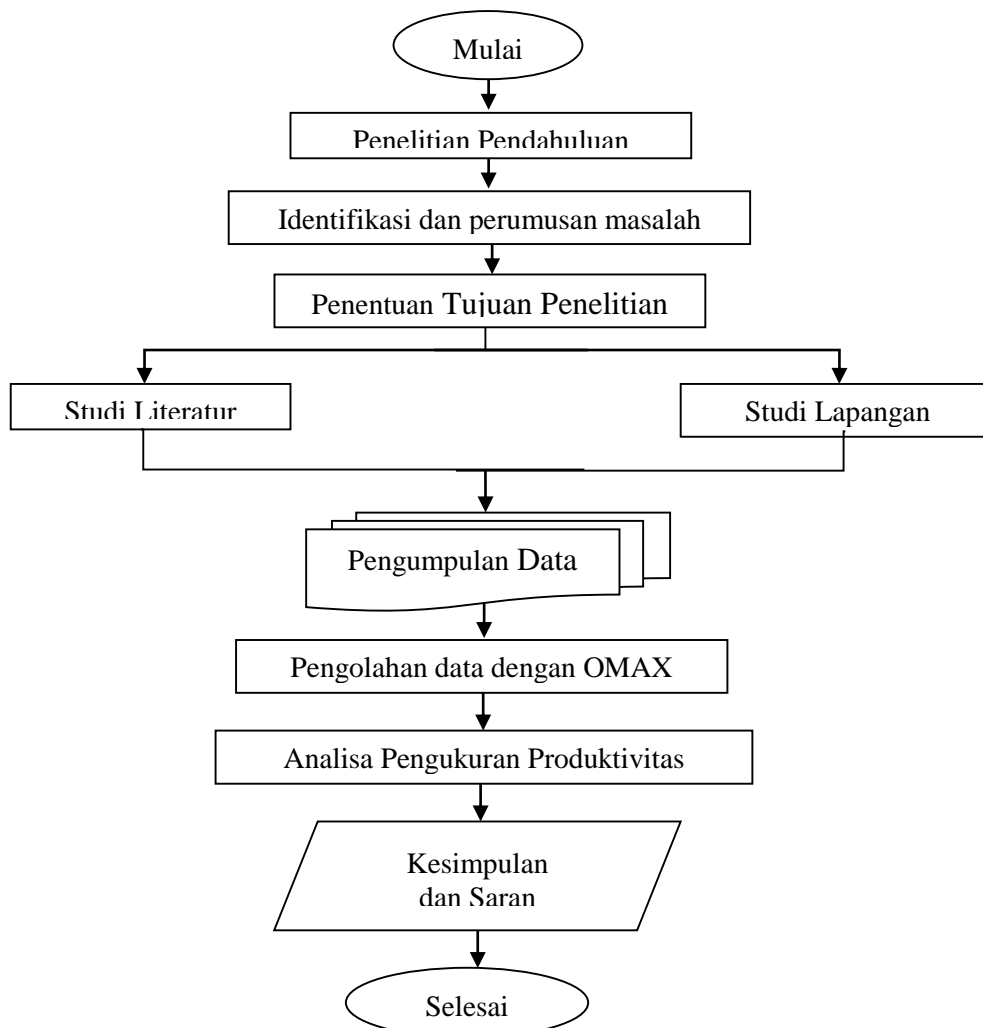 Mulai
Penelitian Pendahuluan
Identifikasi dan perumusan masalah
Penentuan Tujuan Penelitian
Studi Literatur
Studi Lapangan
Pengumpulan Data
Pengolahan data dengan OMAX
Analisa Pengukuran Produktivitas
Kesimpulan
dan Saran
Selesai